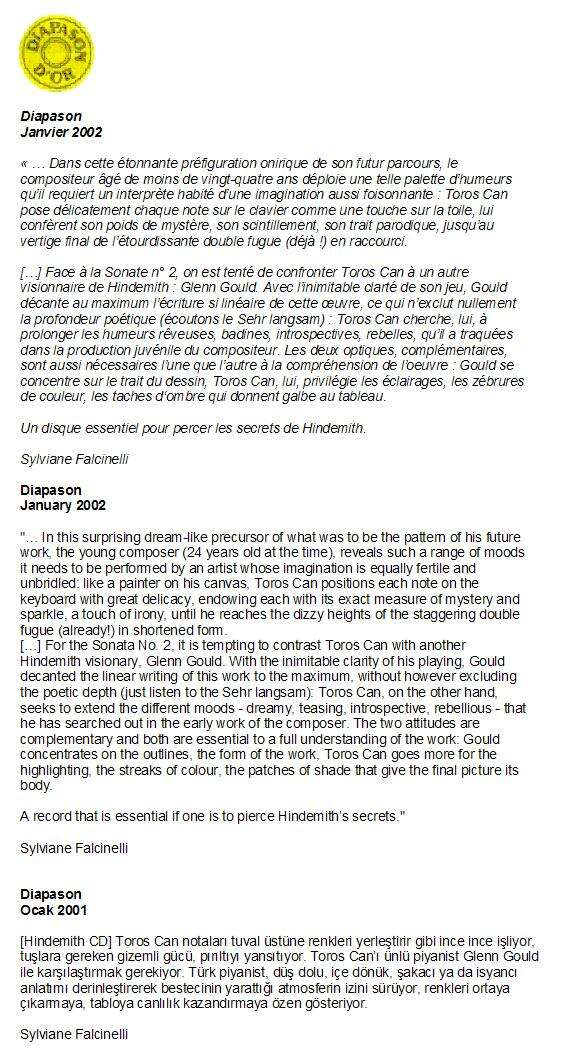 DIAPASON
D'OR
Diapason
Janvier 2002
« … Dans cette étonnante préfiguration onirique de son futur parcours, le
compositeur âgé de moins de vingt-quatre ans déploie une telle palette d'humeurs
qu'il requiert un interprète habité d'une imagination aussi foisonnante : Toros Can
pose délicatement chaque note sur le clavier comme une touche sur la toile, lui
confèrent son poids de mystère, son scintillement, son trait parodique, jusqu'au
vertige final de l'étourdissante double fugue (déjà !) en raccourci.
[…] Face à la Sonate n° 2, on est tenté de confronter Toros Can à un autre
visionnaire de Hindemith : Glenn Gould. Avec l'inimitable clarté de son jeu, Gould
décante au maximum l'écriture si linéaire de cette œuvre, ce qui n'exclut nullement
la profondeur poétique (écoutons le Sehr langsam) : Toros Can cherche, lui, à
prolonger les humeurs rêveuses, badines, introspectives, rebelles, qu'il a traquées
dans la production juvénile du compositeur. Les deux optiques, complémentaires,
sont aussi nécessaires l'une que l'autre à la compréhension de l'oeuvre : Gould se
concentre sur le trait du dessin, Toros Can, lui, privilégie les éclairages, les zébrures
de couleur, les taches d'ombre qui donnent galbe au tableau.
Un disque essentiel pour percer les secrets de Hindemith.
Sylviane Falcinelli
Diapason
January 2002
"… In this surprising dream-like precursor of what was to be the pattern of his future
work, the young composer (24 years old at the time), reveals such a range of moods
it needs to be performed by an artist whose imagination is equally fertile and
unbridled: like a painter on his canvas, Toros Can positions each note on the
keyboard with great delicacy, endowing each with its exact measure of mystery and
sparkle, a touch of irony, until he reaches the dizzy heights of the staggering double
fugue (already!) in shortened form.
[…] For the Sonata No. 2, it is tempting to contrast Toros Can with another
Hindemith visionary, Glenn Gould. With the inimitable clarity of his playing, Gould
decanted the linear writing of this work to the maximum, without however excluding
the poetic depth (just listen to the Sehr langsam): Toros Can, on the other hand,
seeks to extend the different moods - dreamy, teasing, introspective, rebellious - that
he has searched out in the early work of the composer. The two attitudes are
complementary and both are essential to a full understanding of the work: Gould
concentrates on the outlines, the form of the work, Toros Can goes more for the
highlighting, the streaks of colour, the patches of shade that give the final picture its
body.
A record that is essential if one is to pierce Hindemith's secrets."
Sylviane Falcinelli
Diapason
Ocak 2001
[Hindemith CD] Toros Can notaları tuval üstüne renkleri yerleştirir gibi ince ince işliyor,
tuşlara gereken gizemli gücü, pırıltıyı yansıtıyor. Toros Can'ı ünlü piyanist Glenn Gould
ile karşılaştırmak gerekiyor. Türk piyanist, düş dolu, içe dönük, şakacı ya da isyancı
anlatımı derinleştirerek bestecinin yarattığı atmosferin izini sürüyor, renkleri ortaya
çıkarmaya, tabloya canlılık kazandırmaya özen gösteriyor.
Sylviane Falcinelli